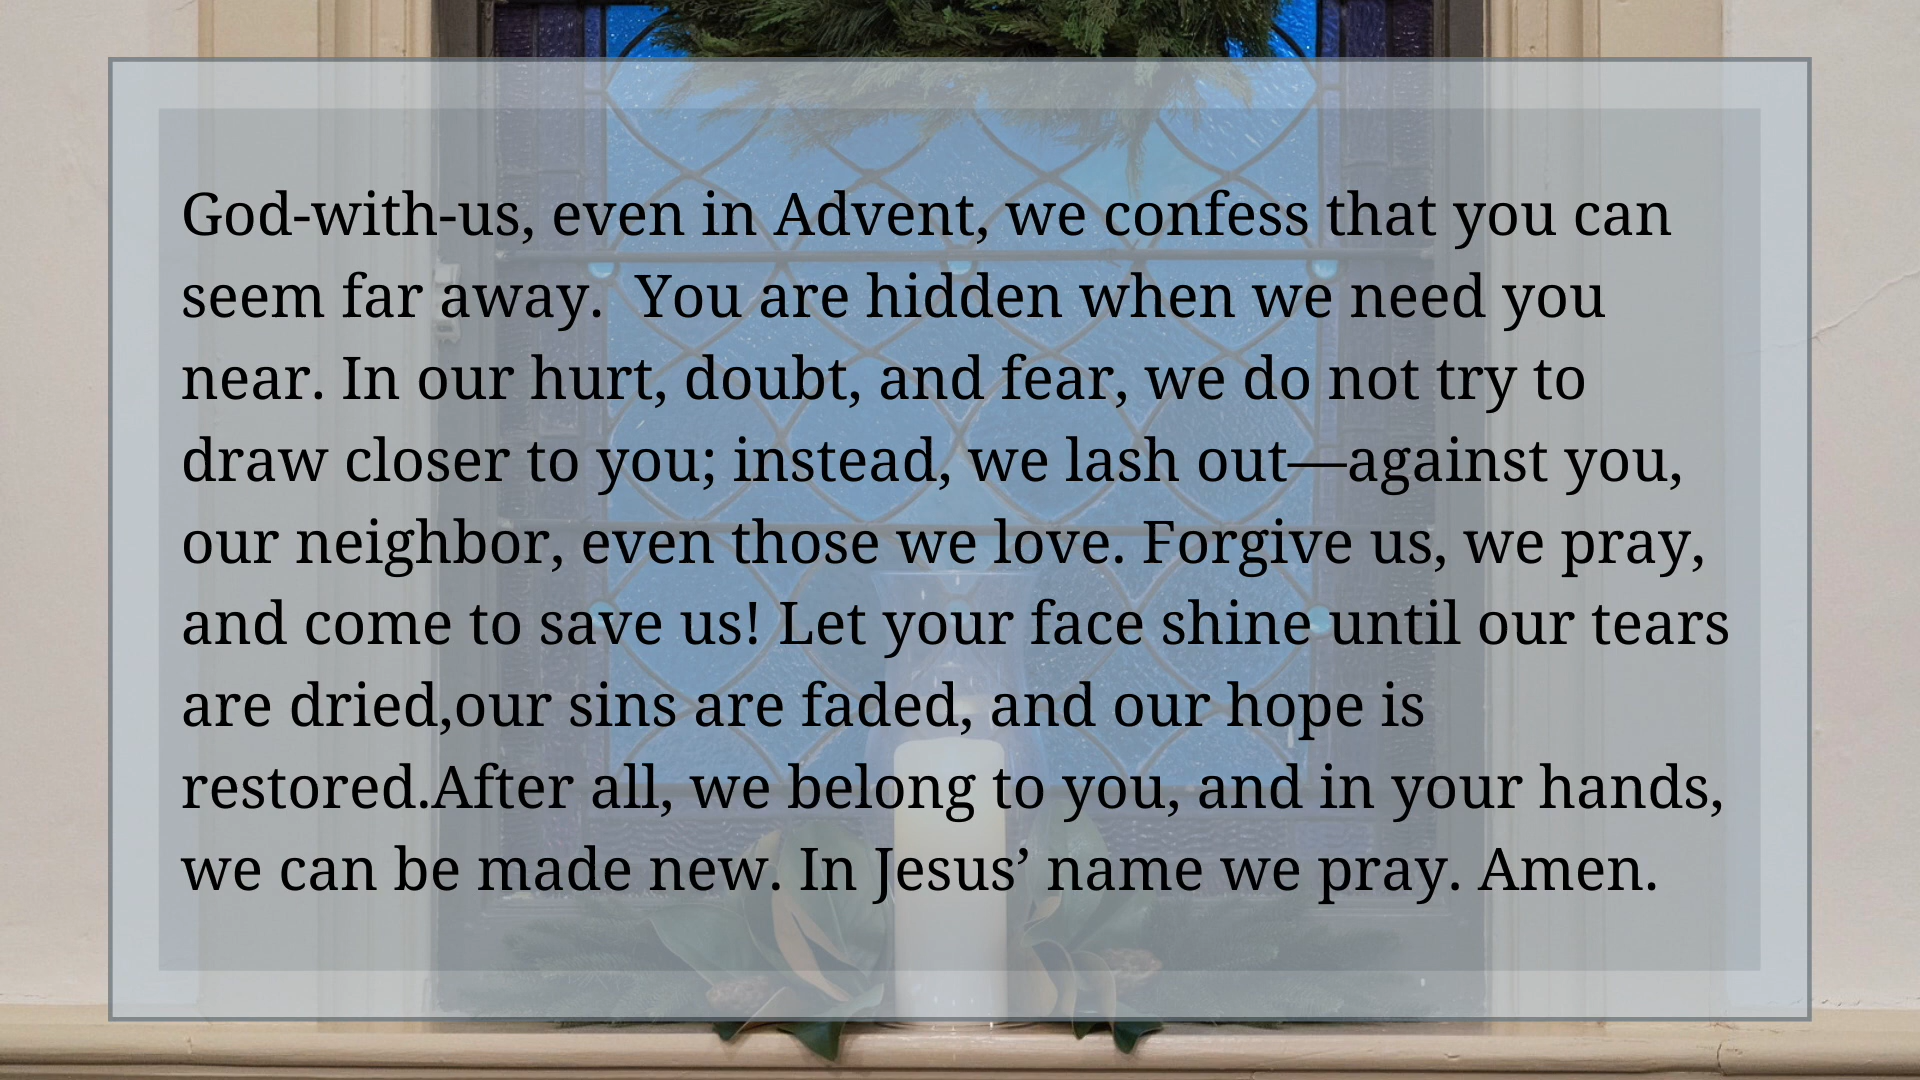 God-with-us, even in Advent, we confess that you can
seem far away.  You are hidden when we need you
near. In our hurt, doubt, and fear, we do not try to
draw closer to you; instead, we lash out—against you,
our neighbor, even those we love. Forgive us, we pray,
and come to save us! Let your face shine until our tears
are dried,our sins are faded, and our hope is
restored.After all, we belong to you, and in your hands,
we can be made new. In Jesus’ name we pray. Amen.